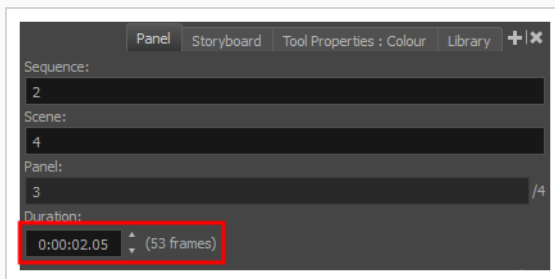 Panel Storyboard Tool Properties : Colour Library
Sequence:
2
Scene:
4
Panel:
3 /4
Duration:
0:00:02.05 (53 frames)